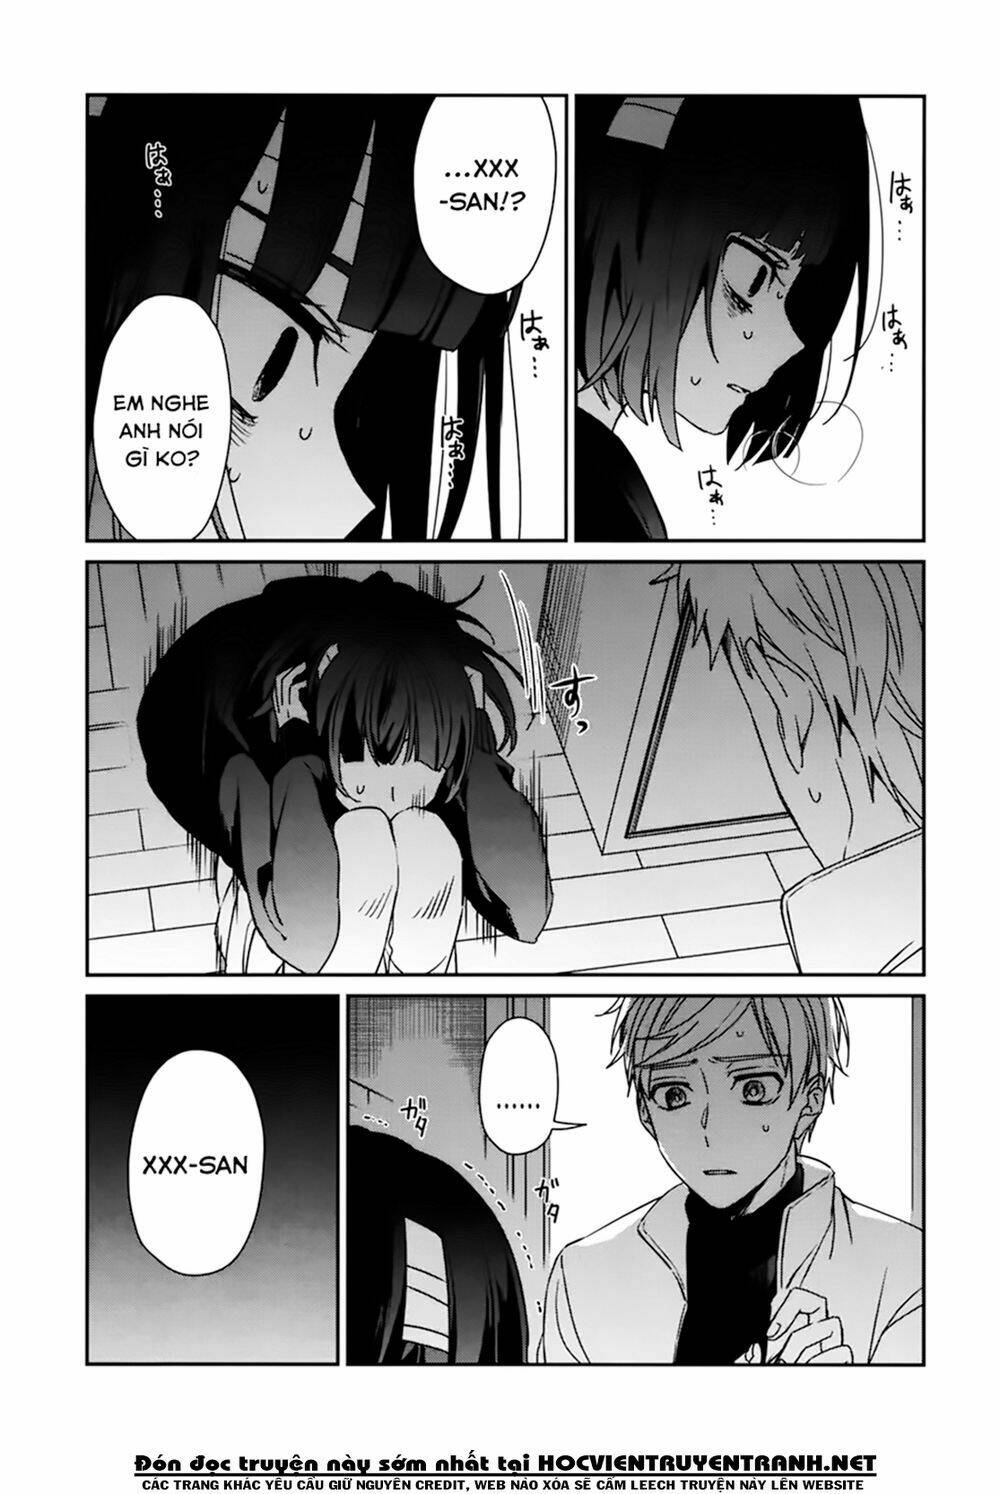 はぁ…
はぁ…
はぁ…
...XXX
-SAN!?
はぁ…
はぁ…
はぁ…
EM NGHE
ANH NÓI
GÌ KO?
すっ
......
ガタ
ガタ
XXX-SAN
Đón đọc truyện này sớm nhất tại HOCVIENTRUYENTRANH.NET
CÁC TRANG KHÁC YÊU CẦU GIỮ NGUYÊN CREDIT, WEB NÀO XÓA SẼ CẤM LEECH TRUYỆN NÀY LÊN WEBSITE